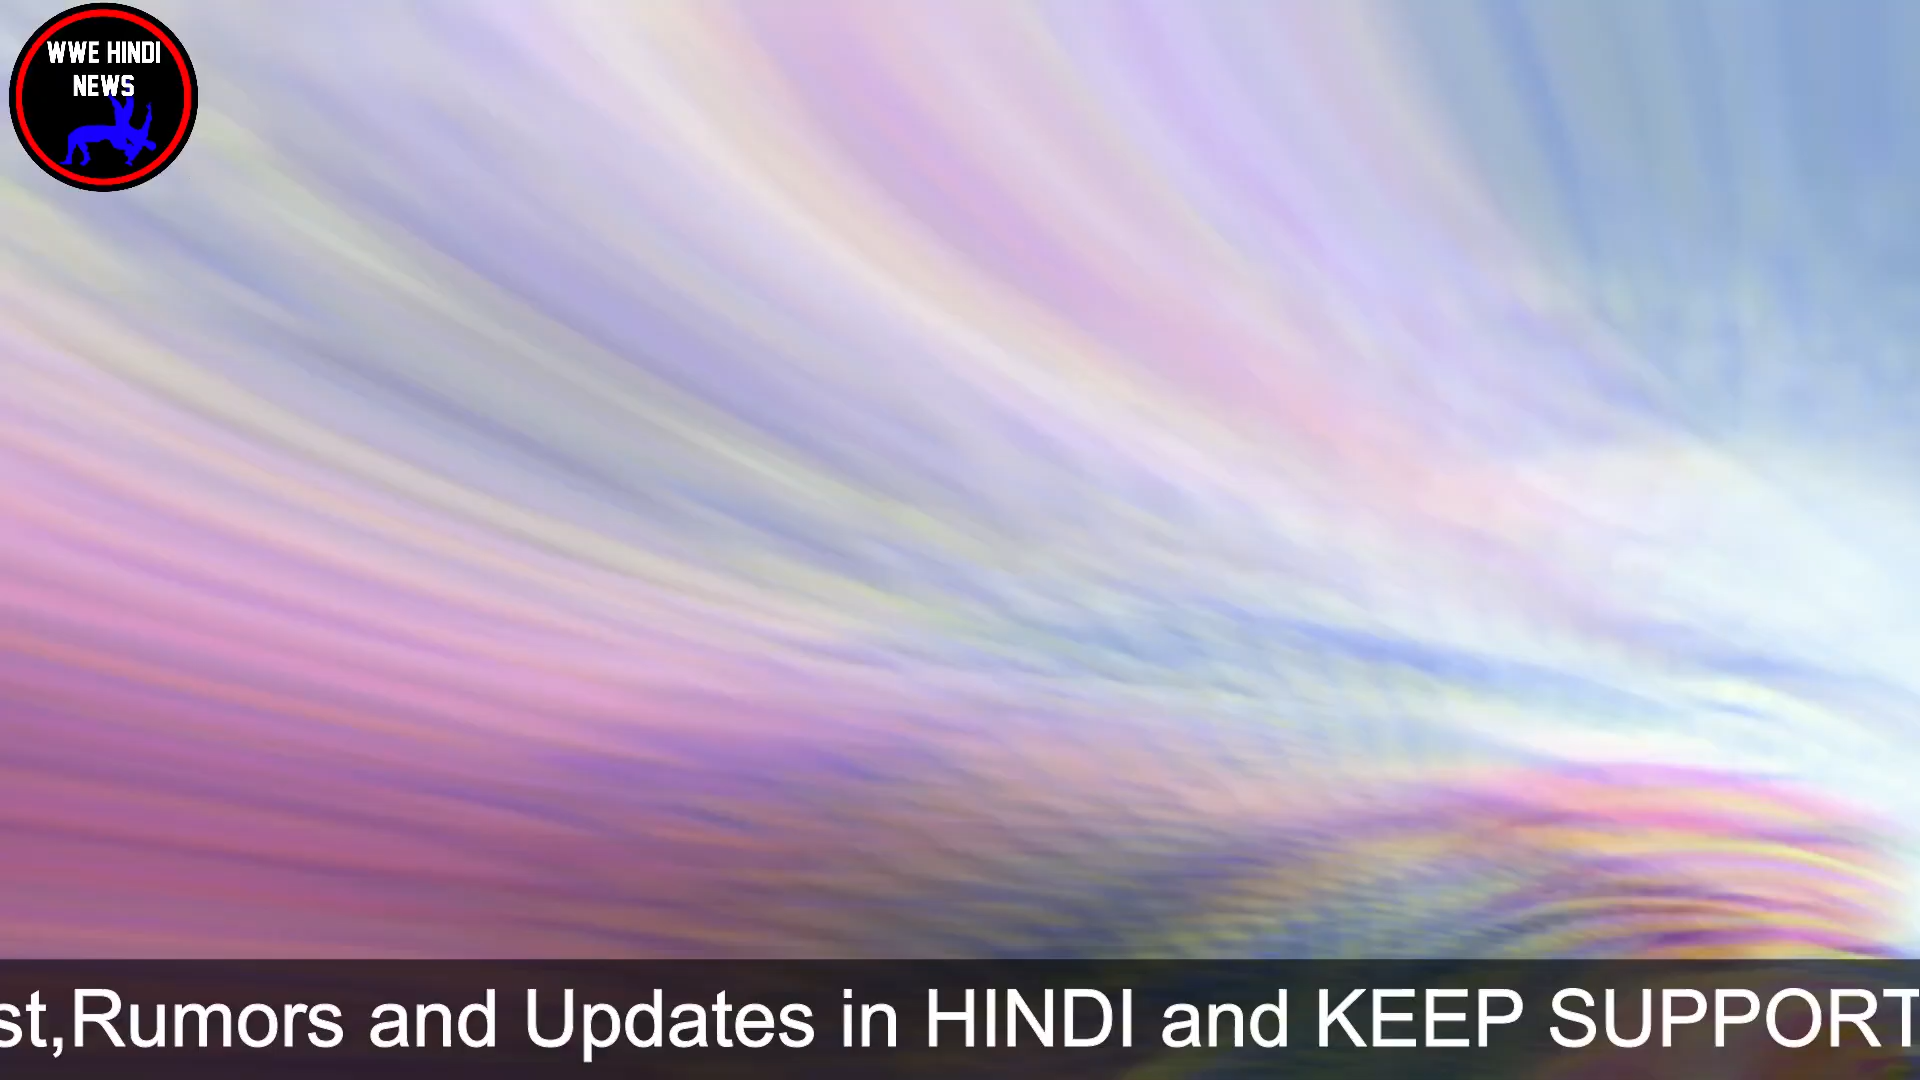 WWE HINDI
NEWS
st,Rumors and Updates in HINDI and KEEP SUPPORT